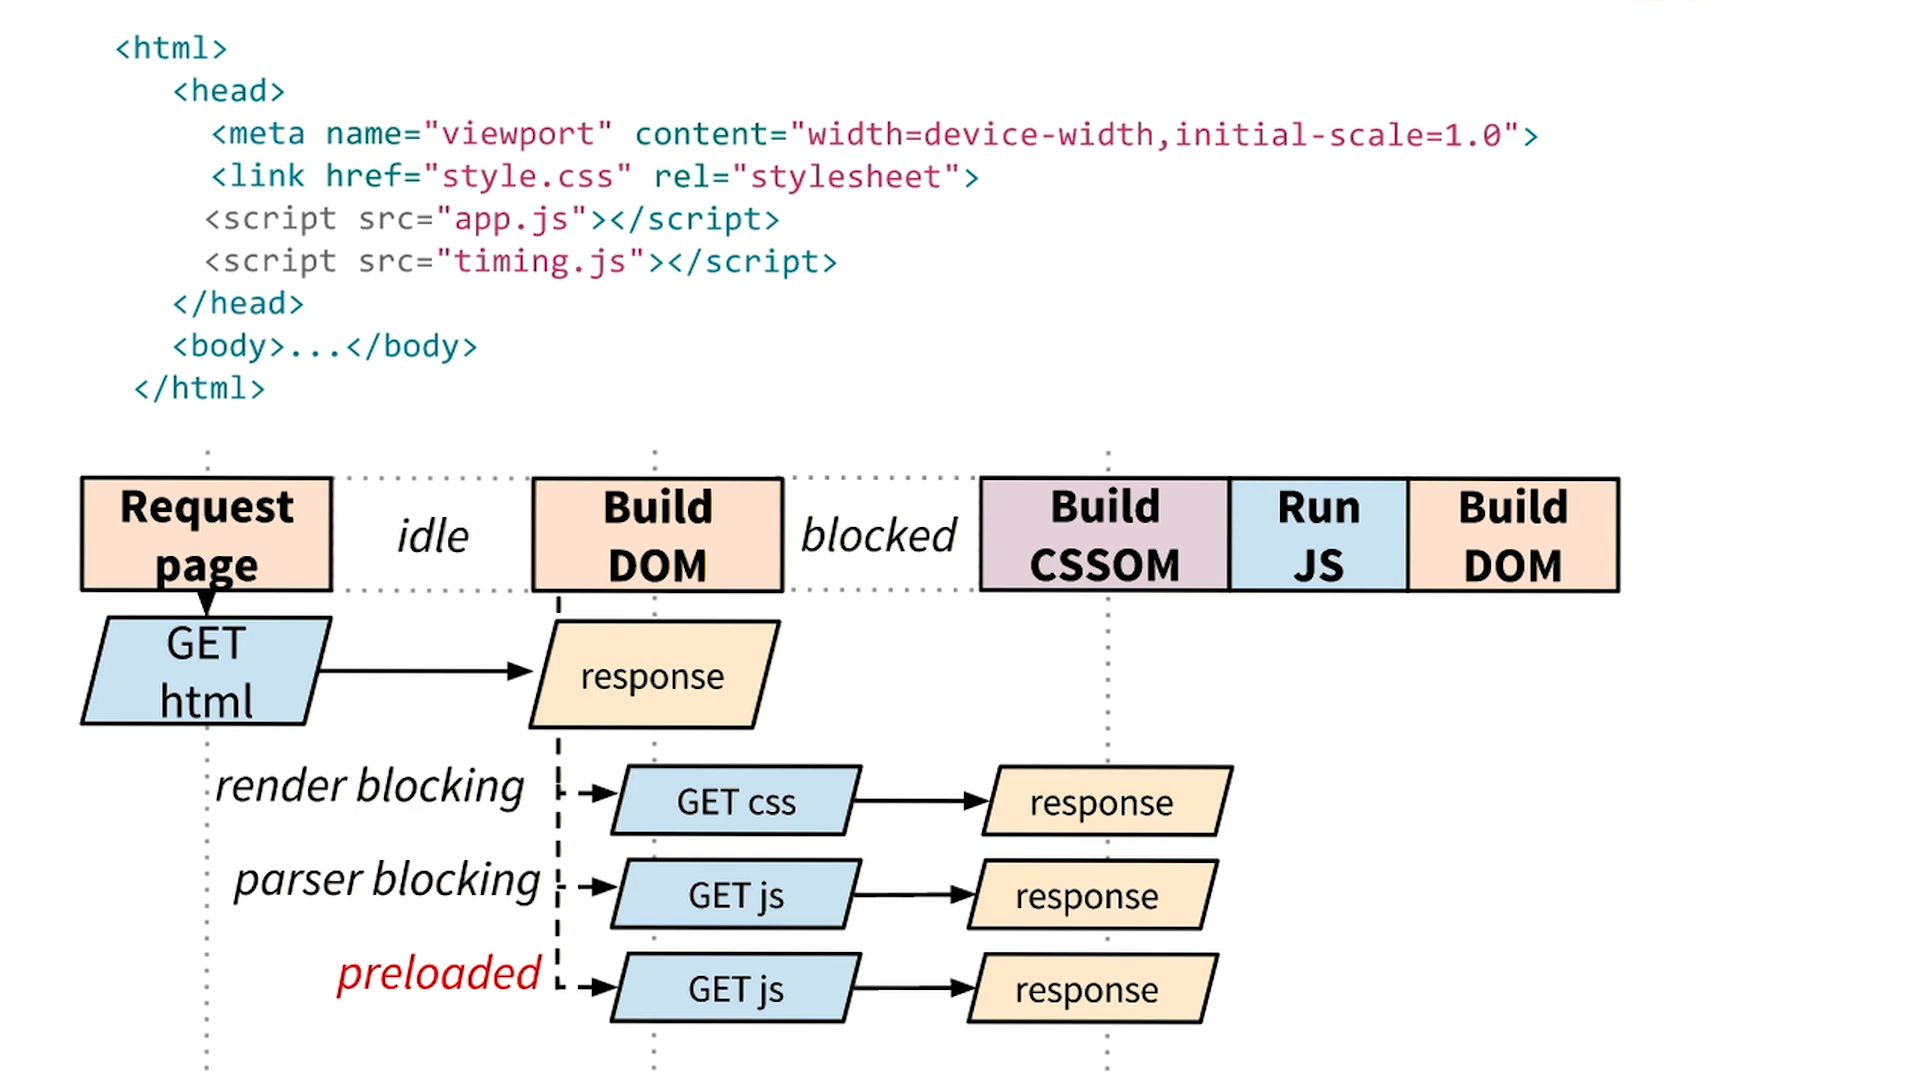 <html>
<head>
<meta name="viewport" content="width=device-width,initial-scale=1.0">
<link href="style.css" rel="stylesheet">
<script src="app.js"></script>
<script src="timing.js"></script>
</head>
<body>...</body>
</html>
Request
page
idle
Build
DOM
blocked
Build
CSSOM
Run
JS
Build
DOM
GET
html
response
render blocking
GET css
response
parser blocking
GET js
response
preloaded
GET js
response